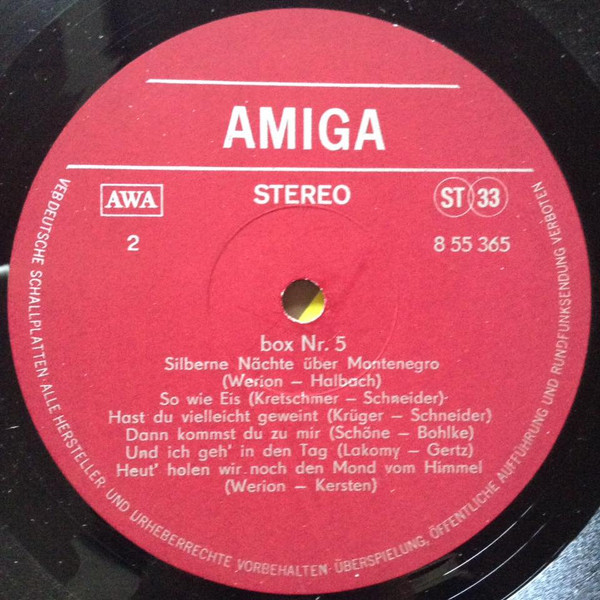 AMIGA
AWA
STEREO
ST 33
2
8 55 365
box Nr. 5
Silberne Nächte über Montenegro
(Werion – Halbach)
So wie Eis (Kretschmer – Schneider)
Hast du vielleicht geweint (Krüger – Schneider)
Dann kommst du zu mir (Schöne – Bohlke)
Und ich geh' in den Tag (Lakomy – Gertz)
Heut' holen wir noch den Mond vom Himmel
(Werion – Kersten)
VEB DEUTSCHE SCHALLPLATTEN · ALLE HERSTELLER- UND URHEBERRECHTE VORBEHALTEN · ÜBERSPIELUNG, ÖFFENTLICHE AUFFÜHRUNG UND RUNDFUNKSENDUNG VERBOTEN